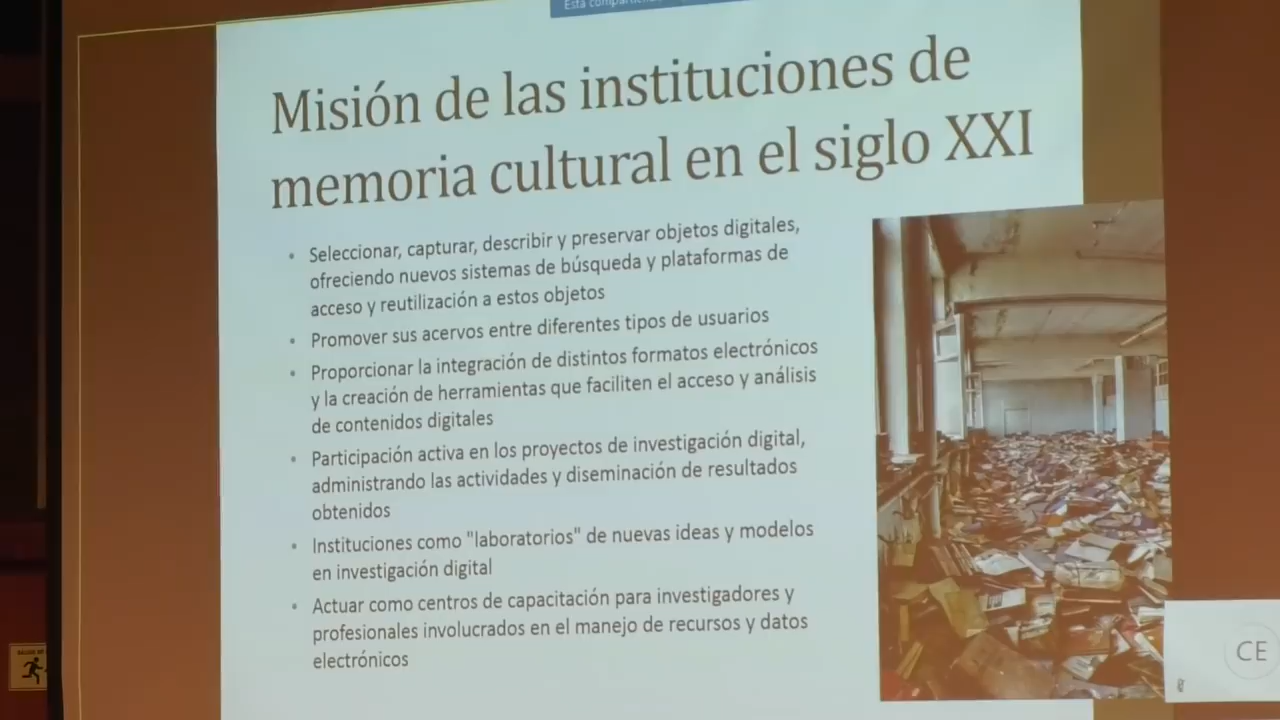 Está compartiendo
Misión de las instituciones de
memoria cultural en el siglo XXI
• Seleccionar, capturar, describir y preservar objetos digitales,
ofreciendo nuevos sistemas de búsqueda y plataformas de
acceso y reutilización a estos objetos
• Promover sus acervos entre diferentes tipos de usuarios
• Proporcionar la integración de distintos formatos electrónicos
y la creación de herramientas que faciliten el acceso y análisis
de contenidos digitales
• Participación activa en los proyectos de investigación digital,
administrando las actividades y diseminación de resultados
obtenidos
• Instituciones como "laboratorios" de nuevas ideas y modelos
en investigación digital
• Actuar como centros de capacitación para investigadores y
profesionales involucrados en el manejo de recursos y datos
electrónicos
CE